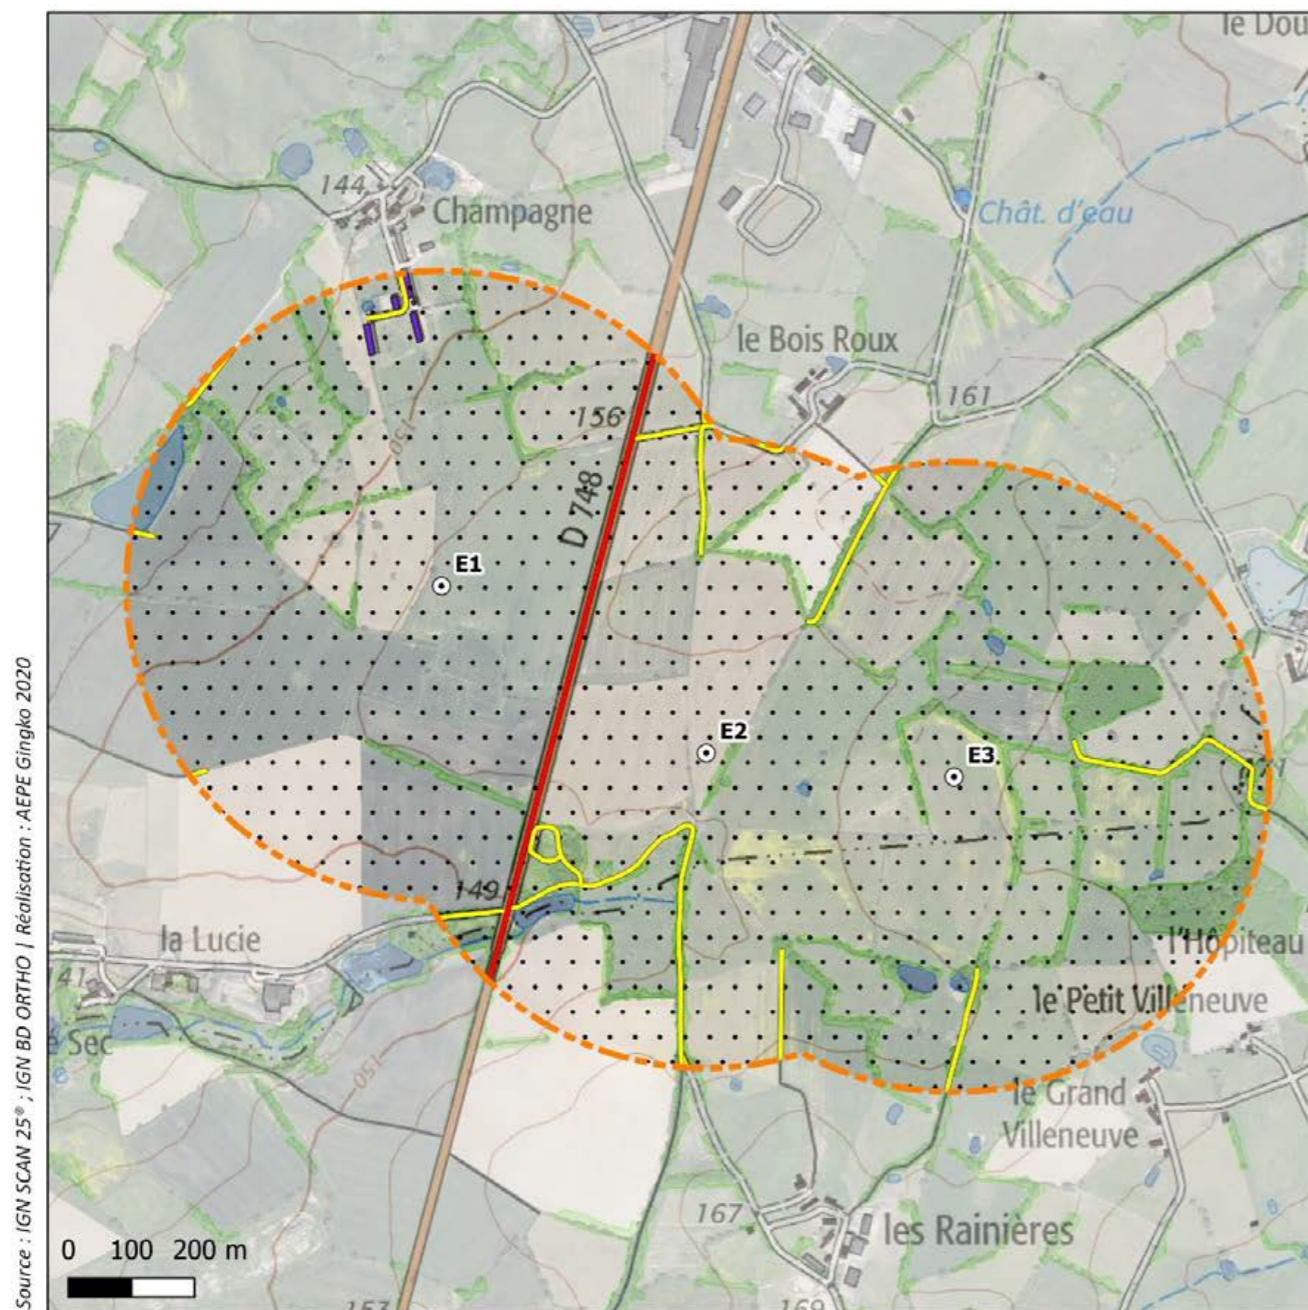 le Dou
144
Champagne
Chât. d'eau
le Bois Roux
161
156
150
D 748
E1
E2
E3
149
la Lucie
141
l'Hôpiteau
le Petit Villeneuve
e Sec
150
le Grand
Villeneuve
167
les Rainières
0 100 200 m
153
169
Source : IGN SCAN 25® ; IGN BD ORTHO | Réalisation : AEPE Gingko 2020